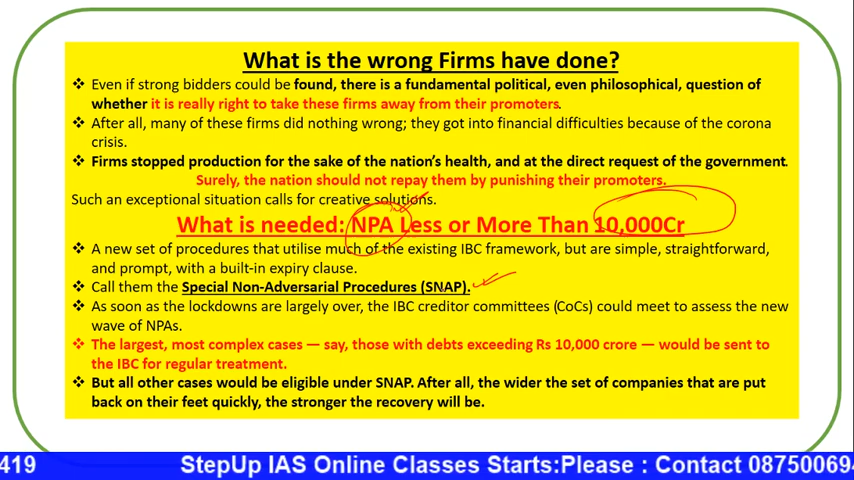 What is the wrong Firms have done?
❖ Even if strong bidders could be found, there is a fundamental political, even philosophical, question of
whether it is really right to take these firms away from their promoters.
❖ After all, many of these firms did nothing wrong; they got into financial difficulties because of the corona
crisis.
❖ Firms stopped production for the sake of the nation's health, and at the direct request of the government.
Surely, the nation should not repay them by punishing their promoters.
Such an exceptional situation calls for creative solutions.
What is needed: NPA Less or More Than 10,000Cr
❖ A new set of procedures that utilise much of the existing IBC framework, but are simple, straightforward,
and prompt, with a built-in expiry clause.
❖ Call them the Special Non-Adversarial Procedures (SNAP).
❖ As soon as the lockdowns are largely over, the IBC creditor committees (CoCs) could meet to assess the new
wave of NPAs.
❖ The largest, most complex cases — say, those with debts exceeding Rs 10,000 crore — would be sent to
the IBC for regular treatment.
❖ But all other cases would be eligible under SNAP. After all, the wider the set of companies that are put
back on their feet quickly, the stronger the recovery will be.
419 StepUp IAS Online Classes Starts:Please : Contact 08750069